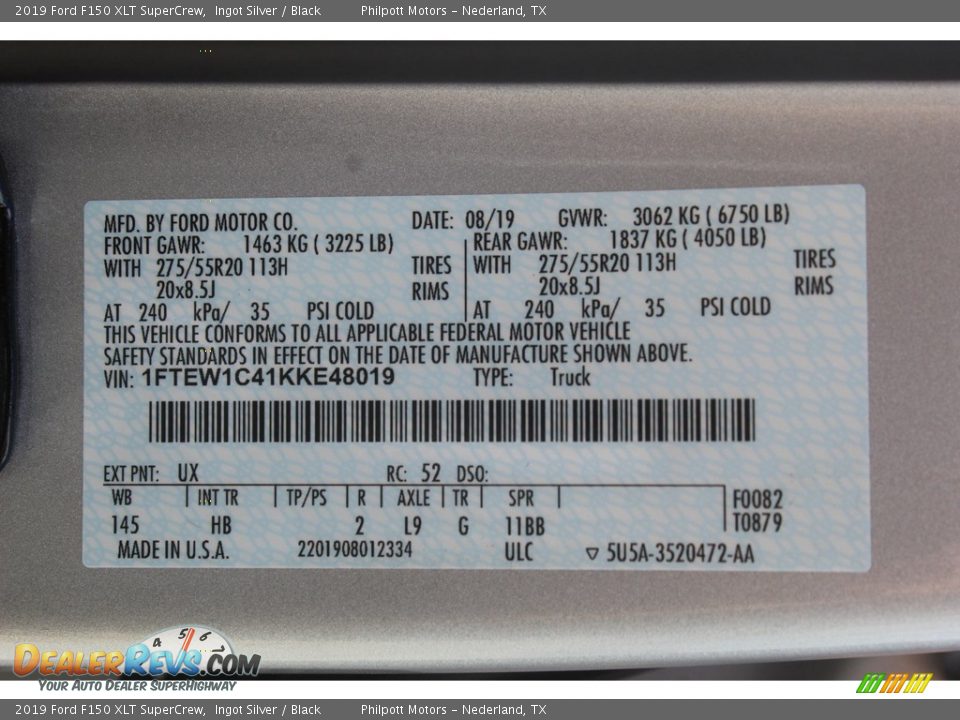 2019 Ford F150 XLT SuperCrew, Ingot Silver / Black Philpott Motors - Nederland, TX
MFD. BY FORD MOTOR CO. DATE: 08/19 GVWR: 3062 KG ( 6750 LB)
FRONT GAWR: 1463 KG ( 3225 LB) REAR GAWR: 1837 KG ( 4050 LB)
WITH 275/55R20 113H TIRES WITH 275/55R20 113H TIRES
20x8.5J RIMS 20x8.5J RIMS
AT 240 kPa/ 35 PSI COLD AT 240 kPa/ 35 PSI COLD
THIS VEHICLE CONFORMS TO ALL APPLICABLE FEDERAL MOTOR VEHICLE
SAFETY STANDARDS IN EFFECT ON THE DATE OF MANUFACTURE SHOWN ABOVE.
VIN: 1FTEW1C41KKE48019 TYPE: Truck
EXT PNT: UX RC: 52 DSO:
WB INT TR TP/PS R AXLE TR SPR F0082
145 HB 2 L9 G 11BB T0879
MADE IN U.S.A. 2201908012334 ULC ▽ 5U5A-3520472-AA
4 5 6
DEALERREVS.COM
YOUR AUTO DEALER SUPERHIGHWAY
2019 Ford F150 XLT SuperCrew, Ingot Silver / Black Philpott Motors - Nederland, TX